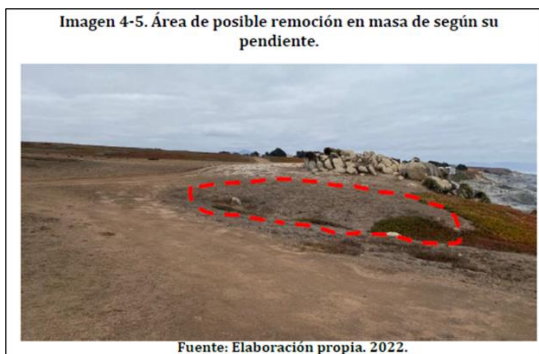 Imagen 4-5. Área de posible remoción en masa de según su
pendiente.
Fuente: Elaboración propia. 2022.